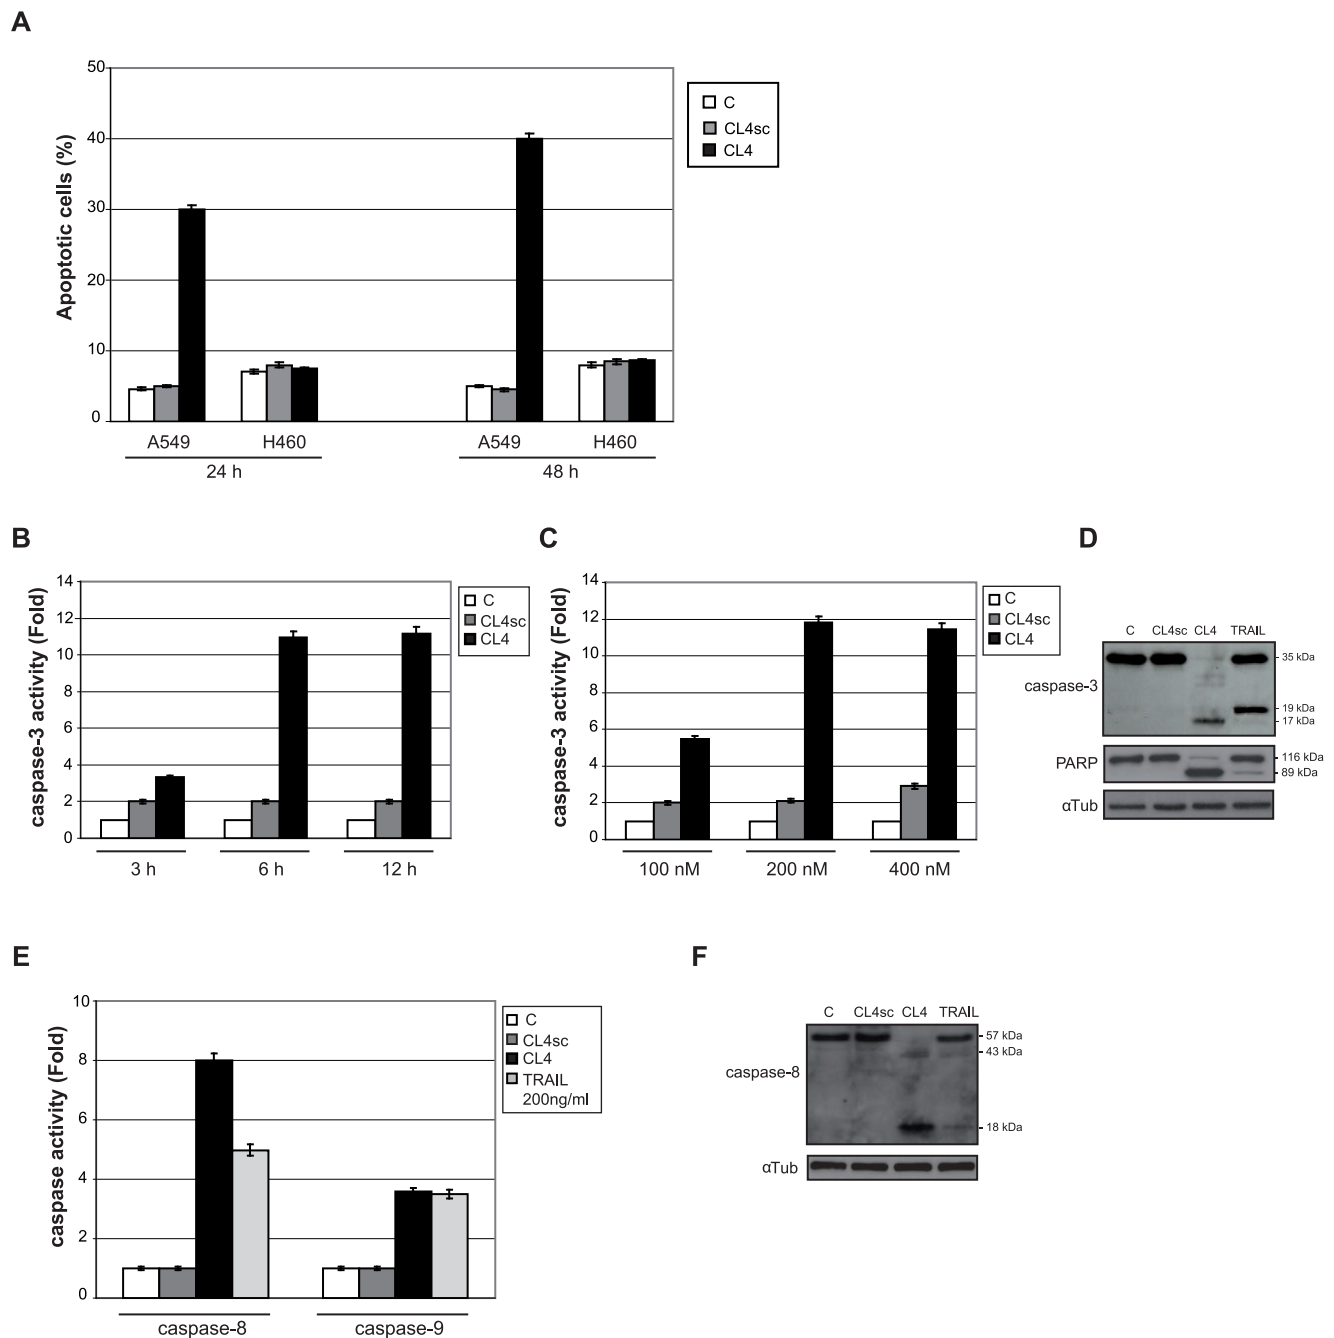 A
50
40
30
20
10
0
Apoptotic cells (%)
C
CL4sc
CL4
A549
H460
A549
H460
24 h
48 h
B
14
12
10
8
6
4
2
0
caspase-3 activity (Fold)
C
CL4sc
CL4
3 h
6 h
12 h
C
14
12
10
8
6
4
2
0
caspase-3 activity (Fold)
C
CL4sc
CL4
100 nM
200 nM
400 nM
D
C CL4sc CL4 TRAIL
caspase-3
- 35 kDa
- 19 kDa
- 17 kDa
PARP
- 116 kDa
- 89 kDa
αTub
E
10
8
6
4
2
0
caspase activity (Fold)
C
CL4sc
CL4
TRAIL
200ng/ml
caspase-8
caspase-9
F
C CL4sc CL4 TRAIL
caspase-8
- 57 kDa
- 43 kDa
- 18 kDa
αTub